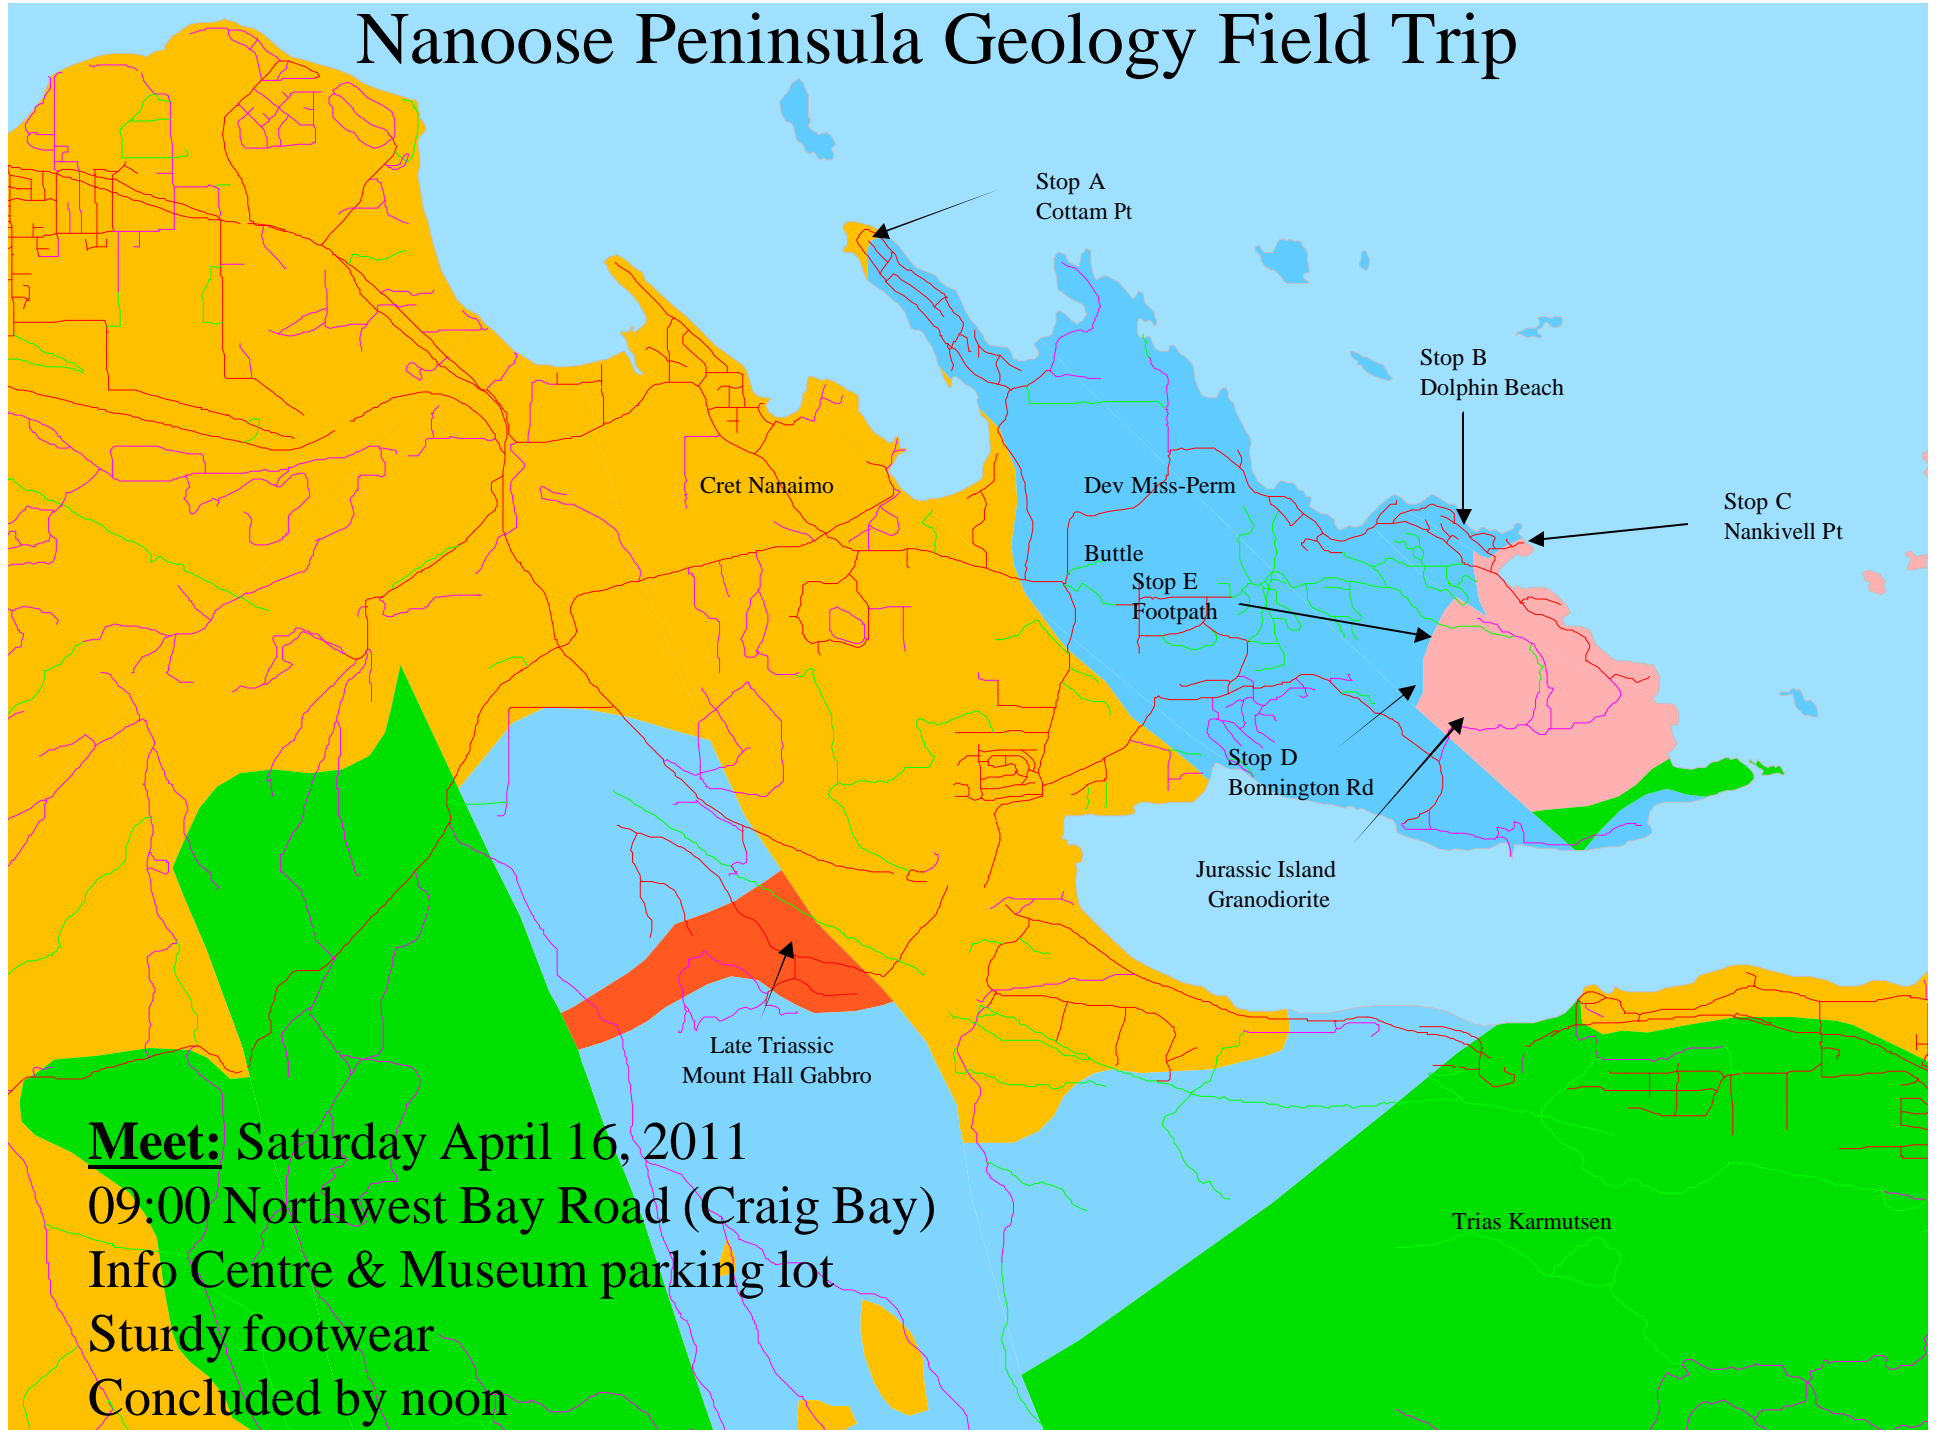 Nanoose Peninsula Geology Field Trip
Stop A
Cottam Pt
Stop B
Dolphin Beach
Stop C
Nankivell Pt
Cret Nanaimo
Dev Miss-Perm
Buttle
Stop E
Footpath
Stop D
Bonnington Rd
Jurassic Island
Granodiorite
Late Triassic
Mount Hall Gabbro
Trias Karmutsen
Meet: Saturday April 16, 2011
09:00 Northwest Bay Road (Craig Bay)
Info Centre & Museum parking lot
Sturdy footwear
Concluded by noon